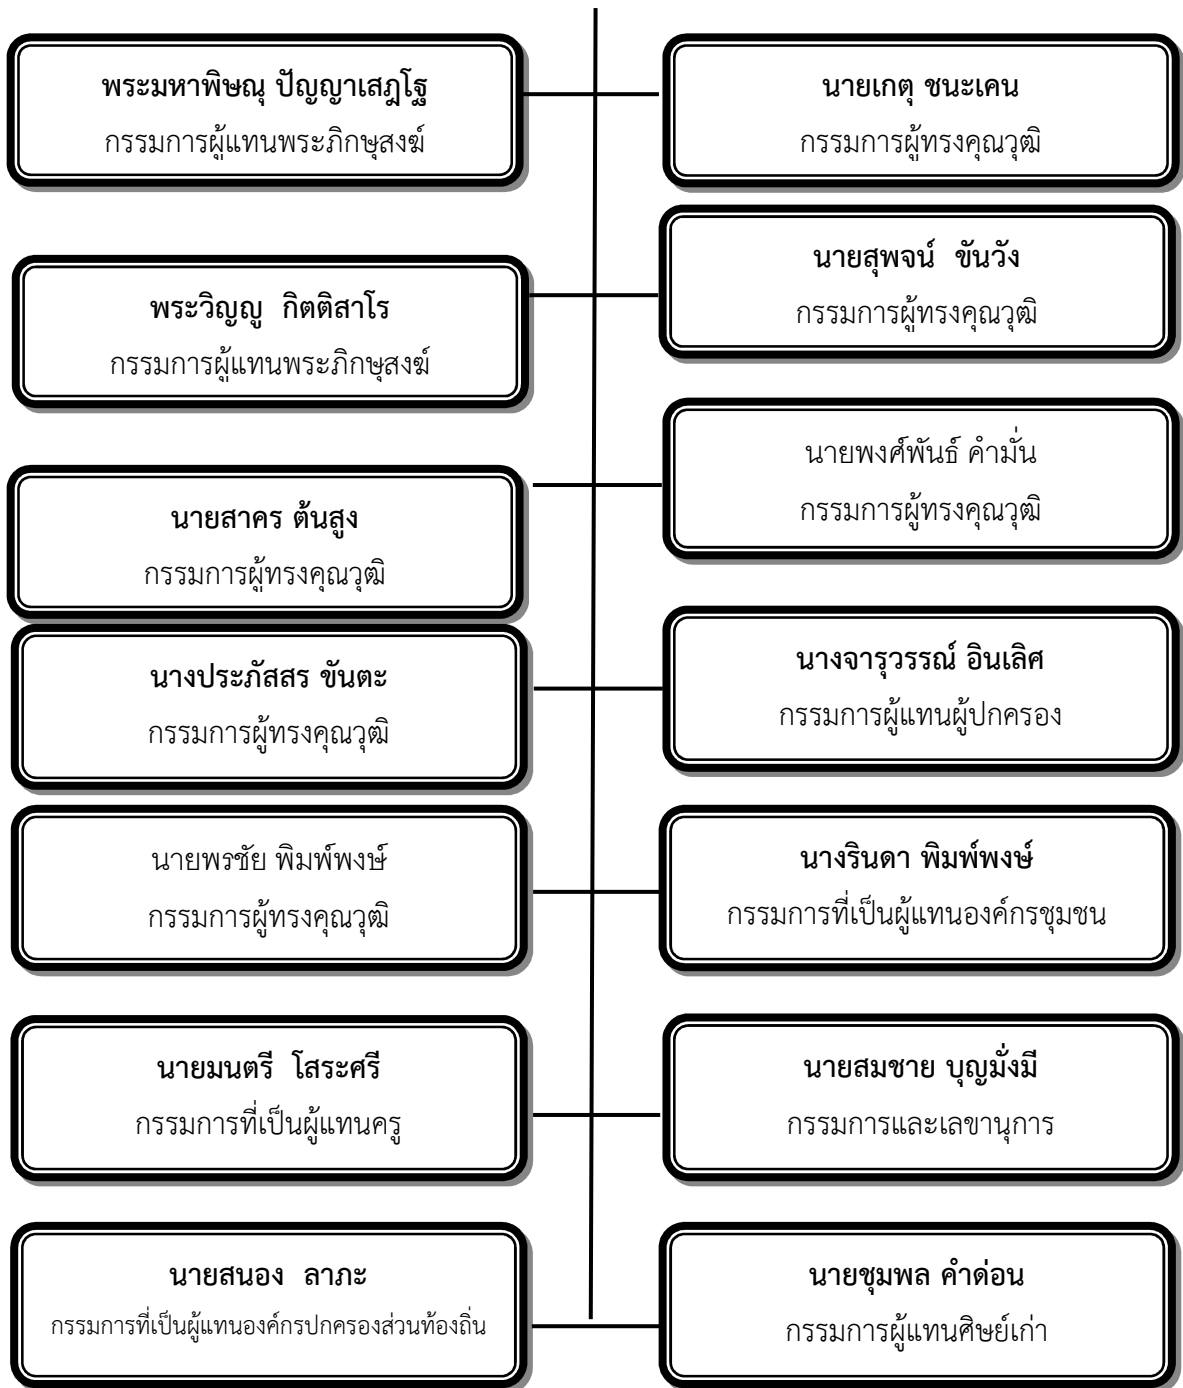 พระมหาพิษณุ ปัญญาเสฎโฐ
กรรมการผู้แทนพระภิกษุสงฆ์
นายเกตุ ชนะเคน
กรรมการผู้ทรงคุณวุฒิ
พระวิญญู กิตติสาโร
กรรมการผู้แทนพระภิกษุสงฆ์
นายสุพจน์ ขันวัง
กรรมการผู้ทรงคุณวุฒิ
นายสาคร ต้นสูง
กรรมการผู้ทรงคุณวุฒิ
นายพงศ์พันธ์ คำมั่น
กรรมการผู้ทรงคุณวุฒิ
นางประภัสสร ขันตะ
กรรมการผู้ทรงคุณวุฒิ
นางจารุวรรณ์ อินเลิศ
กรรมการผู้แทนผู้ปกครอง
นายพรชัย พิมพ์พงษ์
กรรมการผู้ทรงคุณวุฒิ
นางรินดา พิมพ์พงษ์
กรรมการที่เป็นผู้แทนองค์กรชุมชน
นายมนตรี โสระศรี
กรรมการที่เป็นผู้แทนครู
นายสมชาย บุญมั่งมี
กรรมการและเลขานุการ
นายสนอง ลาภะ
กรรมการที่เป็นผู้แทนองค์กรปกครองส่วนท้องถิ่น
นายชุมพล คำด่อน
กรรมการผู้แทนศิษย์เก่า